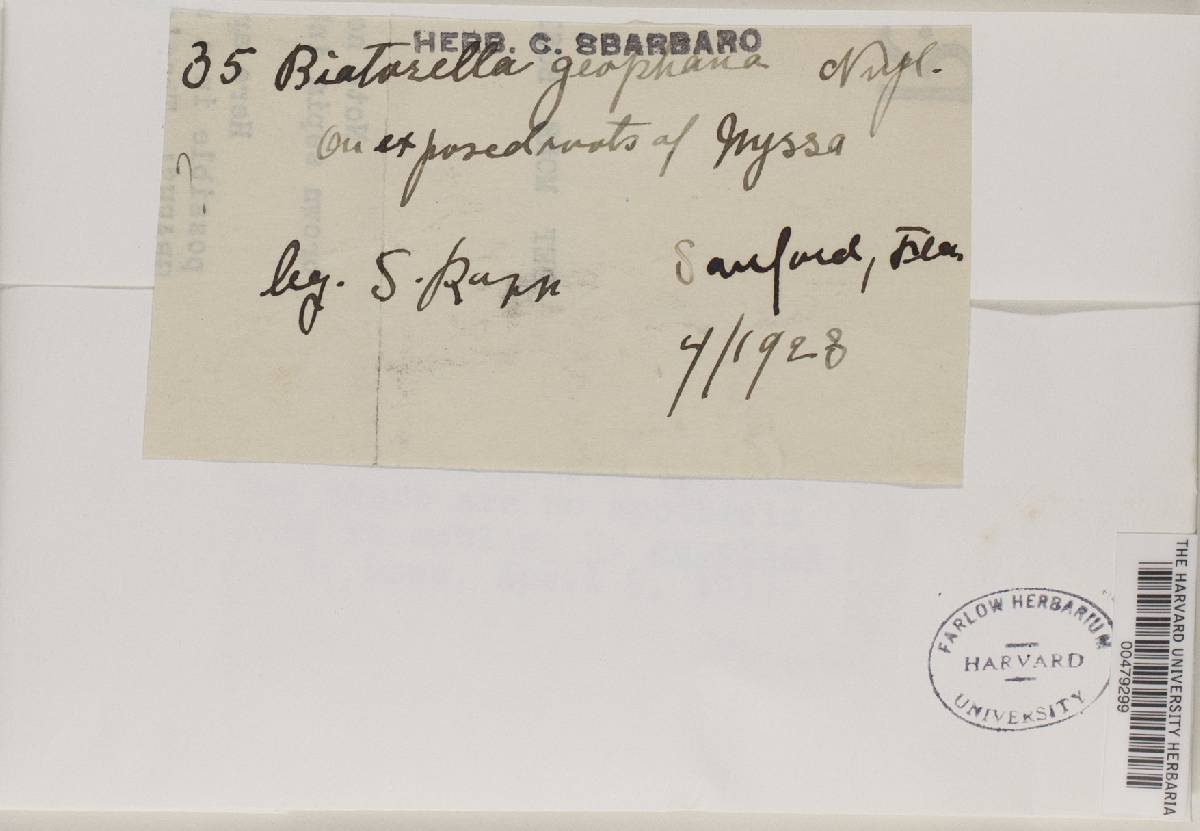 HERB. C. SBARBARO
35 Biatorella geophana Nyl.
On exposed roots of Nyssa
leg. S. Rapp Sanford, Fla.
4/1928
FARLOW HERBARIUM
HARVARD
UNIVERSITY
THE HARVARD UNIVERSITY HERBARIA
00479299